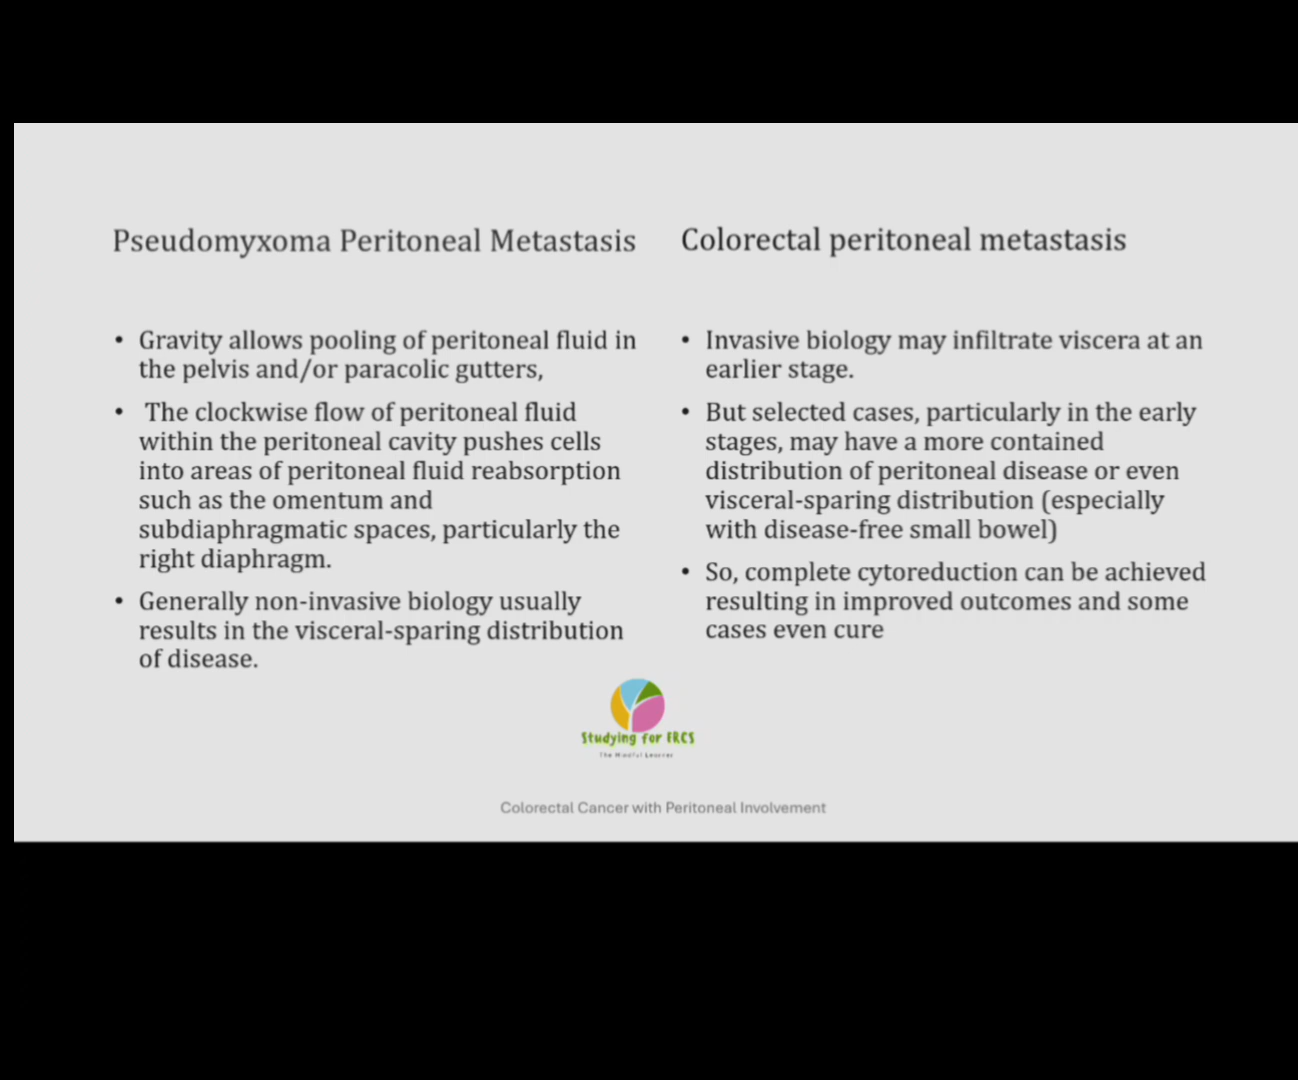 Pseudomyxoma Peritoneal Metastasis
• Gravity allows pooling of peritoneal fluid in
the pelvis and/or paracolic gutters,
• The clockwise flow of peritoneal fluid
within the peritoneal cavity pushes cells
into areas of peritoneal fluid reabsorption
such as the omentum and
subdiaphragmatic spaces, particularly the
right diaphragm.
• Generally non-invasive biology usually
results in the visceral-sparing distribution
of disease.
Colorectal peritoneal metastasis
• Invasive biology may infiltrate viscera at an
earlier stage.
• But selected cases, particularly in the early
stages, may have a more contained
distribution of peritoneal disease or even
visceral-sparing distribution (especially
with disease-free small bowel)
• So, complete cytoreduction can be achieved
resulting in improved outcomes and some
cases even cure
Studying for FRCS
The Mindful Learner
Colorectal Cancer with Peritoneal Involvement